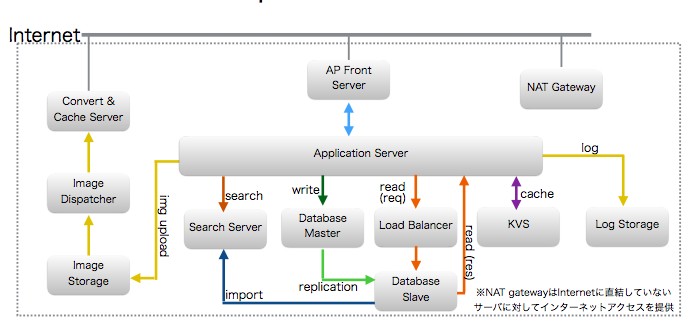 Internet
AP Front
Server
NAT Gateway
Convert &
Cache Server
Application Server
log
Image
Dispatcher
img upload
search
write
read
(req)
cache
Search Server
Database
Master
Load Balancer
read (res)
KVS
Log Storage
Image
Storage
import
replication
Database
Slave
※NAT gatewayはInternetに直結していない
サーバに対してインターネットアクセスを提供